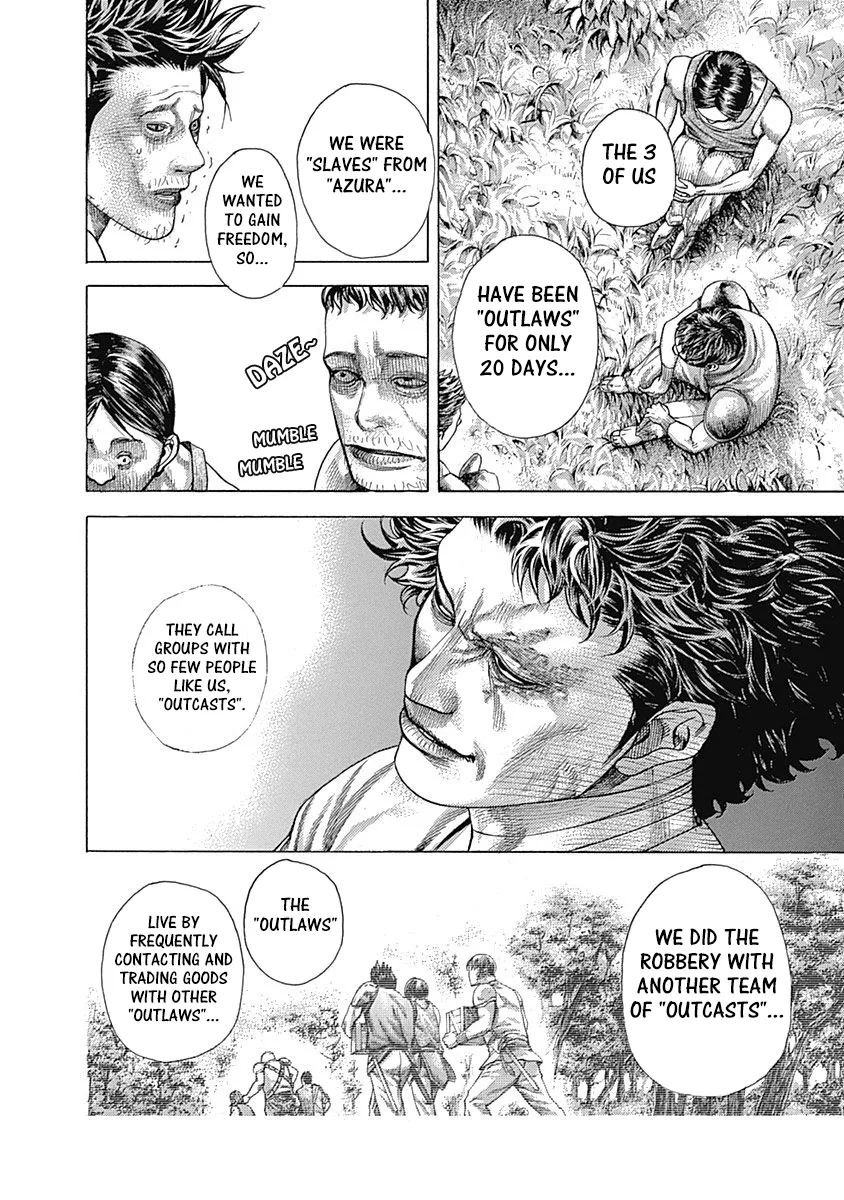 THE 3
OF US
HAVE BEEN
"OUTLAWS"
FOR ONLY
20 DAYS...
WE WERE
"SLAVES" FROM
"AZURA"...
WE
WANTED
TO GAIN
FREEDOM,
SO...
DAZE~
MUMBLE
MUMBLE
THEY CALL
GROUPS WITH
SO FEW PEOPLE
LIKE US,
"OUTCASTS".
WE DID THE
ROBBERY WITH
ANOTHER TEAM
OF "OUTCASTS"...
THE
"OUTLAWS"
LIVE BY
FREQUENTLY
CONTACTING AND
TRADING GOODS
WITH OTHER
"OUTLAWS"...